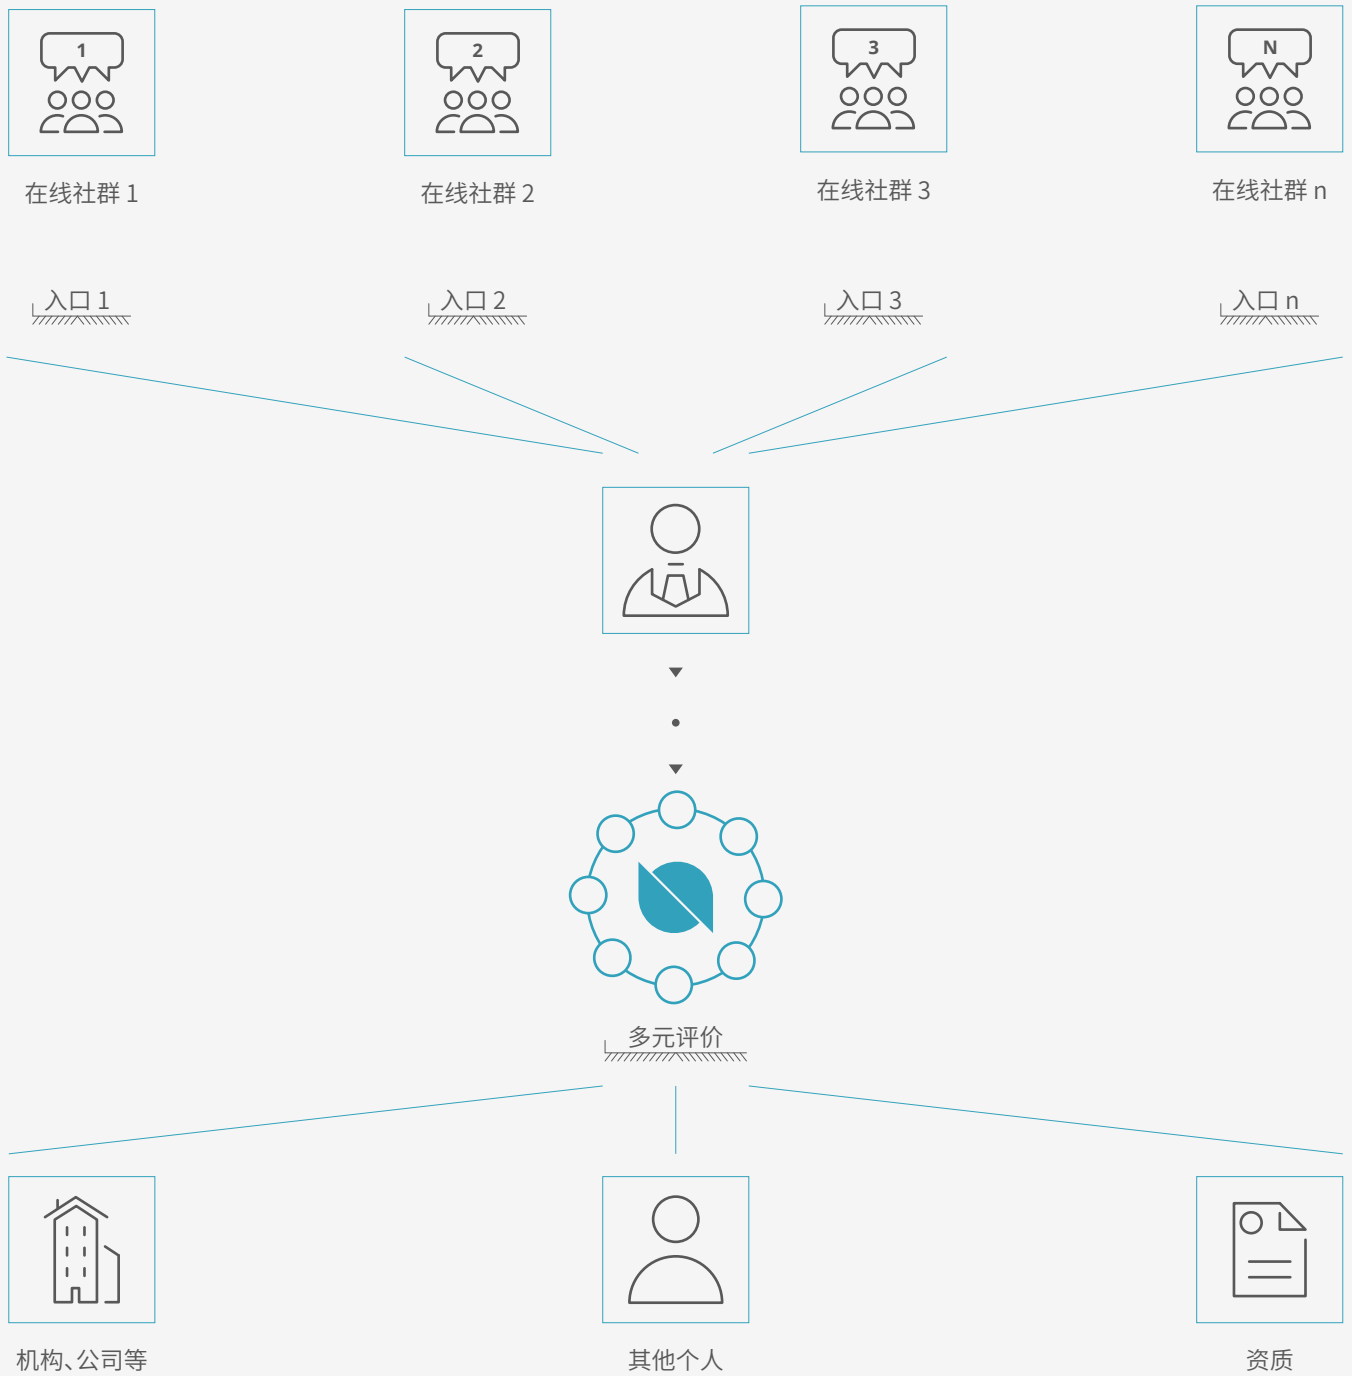 1
2
3
N
在线社群 1
在线社群 2
在线社群 3
在线社群 n
入口 1
入口 2
入口 3
入口 n
多元评价
机构、公司等
其他个人
资质